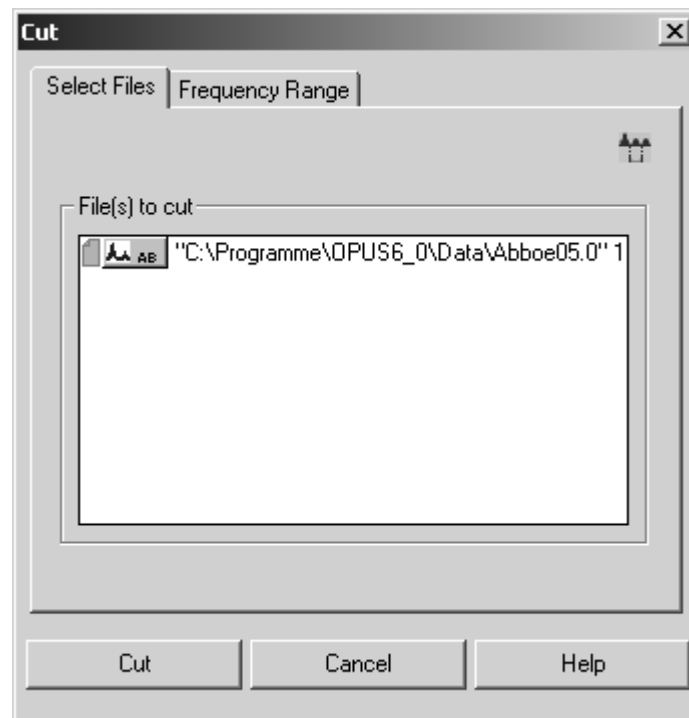 Cut
Select Files Frequency Range
File(s) to cut
AB "C:\Programme\OPUS6_0\Data\Abboe05.0" 1
Cut Cancel Help